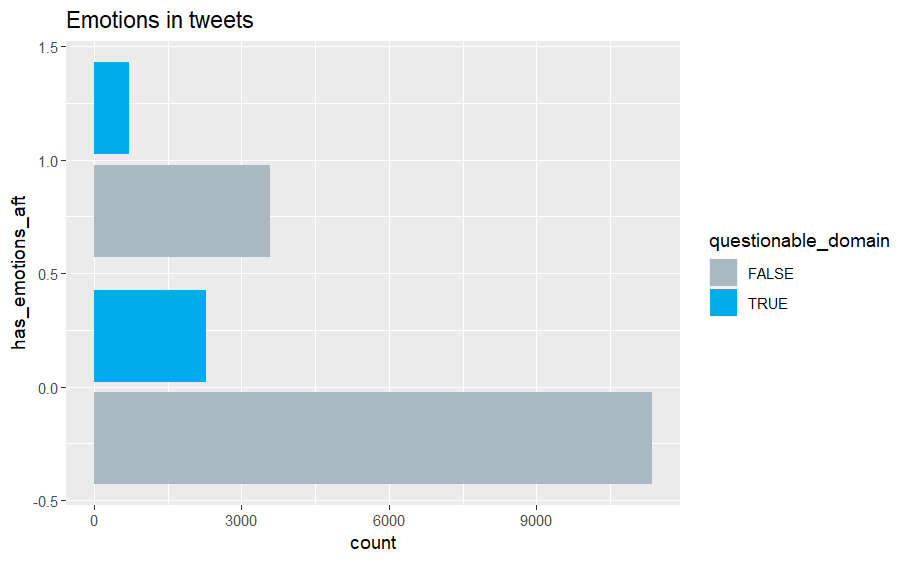 Emotions in tweets
1.5
1.0
0.5
0.0
-0.5
has_emotions_aft
0 3000 6000 9000
count
questionable_domain
FALSE
TRUE